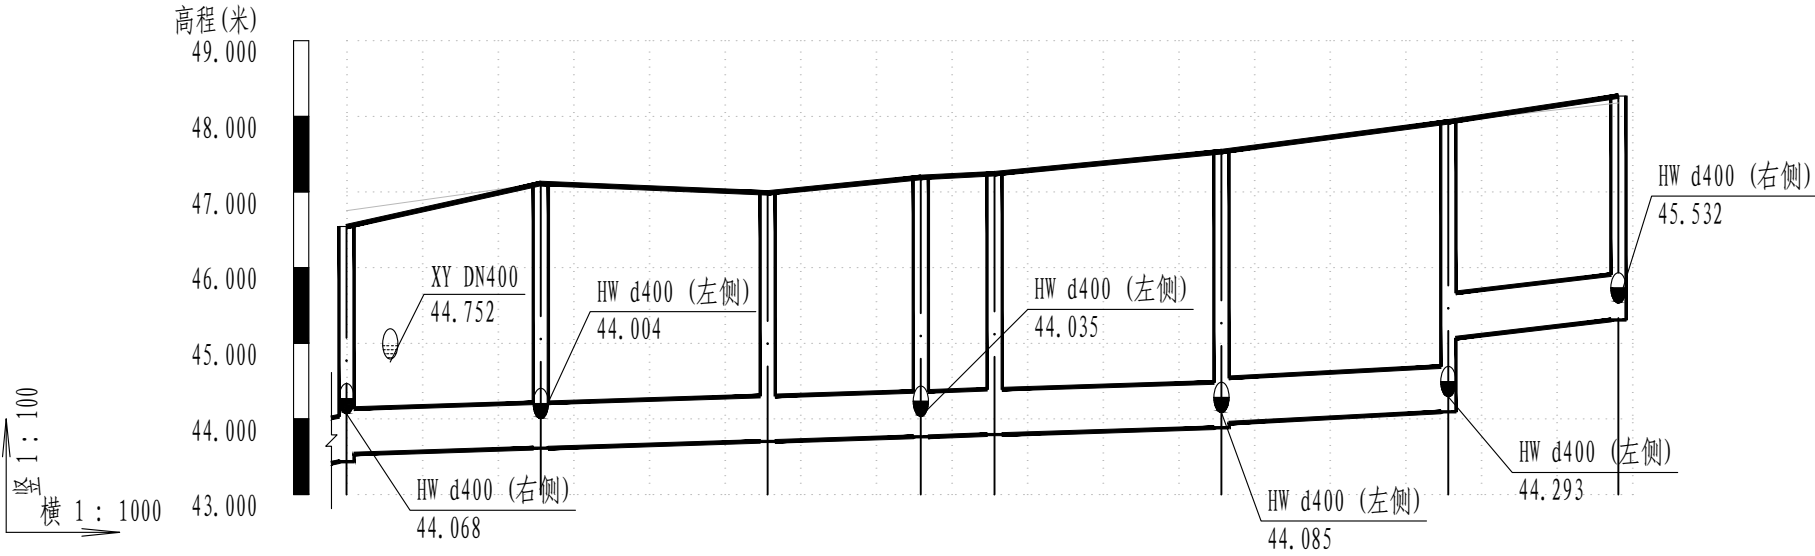 高程(米)
49.000
48.000
47.000
46.000
45.000
44.000
43.000
竖 1：100
横 1：1000
XY DN400
44.752
HW d400 (左侧)
44.004
HW d400 (左侧)
44.035
HW d400 (右侧)
45.532
HW d400 (右侧)
44.068
HW d400 (左侧)
44.085
HW d400 (左侧)
44.293